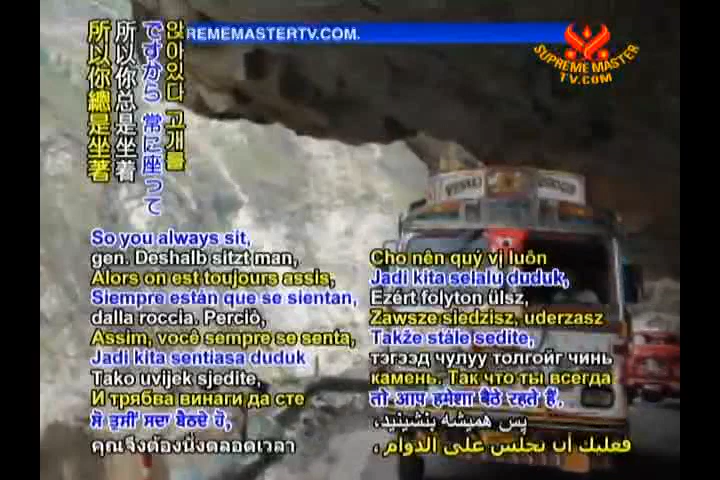 REMEMASTERTV.COM.
SUPREME MASTER
TV.COM
앉아있다 고개를
ですから 常に座って
所以你总是坐着
所以你總是坐著
So you always sit,
gen. Deshalb sitzt man,
Alors on est toujours assis,
Siempre están que se sientan,
dalla roccia. Perciò,
Assim, você sempre se senta,
Jadi kita sentiasa duduk
Tako uvijek sjedite,
И трябва винаги да сте
ਸੋ ਤੁਸੀਂ ਸਦਾ ਬੈਠਦੇ ਹੋ,
คุณจึงต้องนั่งตลอดเวลา
Cho nên quý vị luôn
Jadi kita selalu duduk,
Ezért folyton ülsz,
Zawsze siedzisz, uderzasz
Takže stále sedite,
тэгээд чулуу толгойг чинь
камень. Так что ты всегда
तो आप हमेशा बैठे रहते हैं,
پس همیشه بنشینید،
فعليك أن تجلس على الدوام،